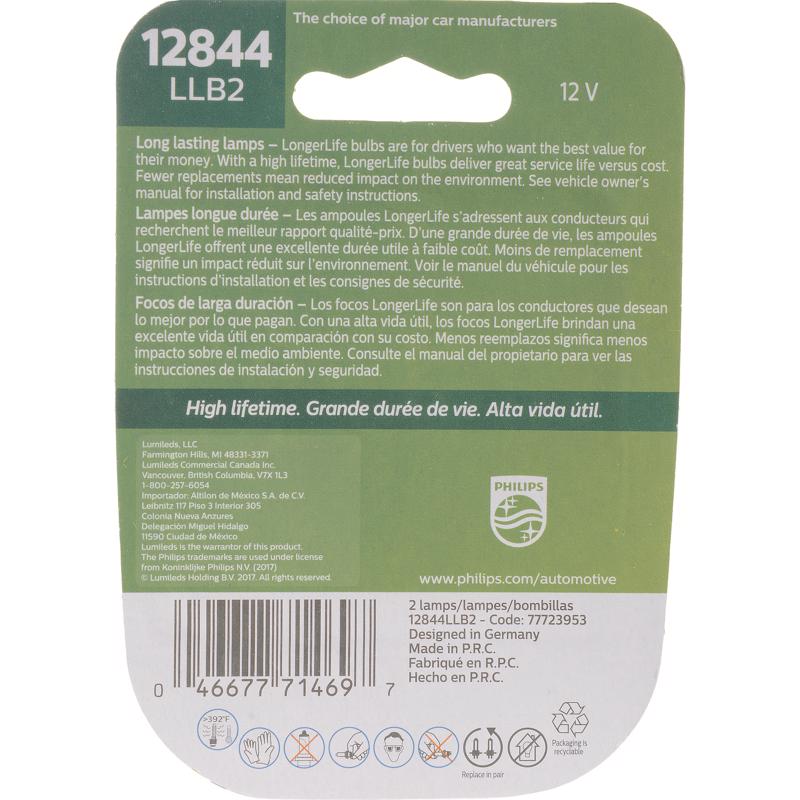 The choice of major car manufacturers
12844
LLB2
12 V
Long lasting lamps – LongerLife bulbs are for drivers who want the best value for
their money. With a high lifetime, LongerLife bulbs deliver great service life versus cost.
Fewer replacements mean reduced impact on the environment. See vehicle owner's
manual for installation and safety instructions.
Lampes longue durée – Les ampoules LongerLife s'adressent aux conducteurs qui
recherchent le meilleur rapport qualité-prix. D'une grande durée de vie, les ampoules
LongerLife offrent une excellente durée utile à faible coût. Moins de remplacement
signifie un impact réduit sur l'environnement. Voir le manuel du véhicule pour les
instructions d'installation et les consignes de sécurité.
Focos de larga duración – Los focos LongerLife son para los conductores que desean
lo mejor por lo que pagan. Con una alta vida útil, los focos LongerLife brindan una
excelente vida útil en comparación con su costo. Menos reemplazos significa menos
impacto sobre el medio ambiente. Consulte el manual del propietario para ver las
instrucciones de instalación y seguridad.
High lifetime. Grande durée de vie. Alta vida útil.
Lumileds, LLC
Farmington Hills, MI 48331-3371
Lumileds Commercial Canada Inc.
Vancouver, British Columbia, V7X 1L3
1-800-257-6054
Importador: Altilon de México S.A. de C.V.
Leibnitz 117 Piso 3 Interior 305
Colonia Nueva Anzures
Delegación Miguel Hidalgo
11590 Ciudad de México
Lumileds is the warrantor of this product.
The Philips trademarks are used under license
from Koninklijke Philips N.V. (2017)
© Lumileds Holding B.V. 2017. All rights reserved.
PHILIPS
www.philips.com/automotive
2 lamps/lampes/bombillas
12844LLB2 - Code: 77723953
Designed in Germany
Made in P.R.C.
Fabriqué en R.P.C.
Hecho en P.R.C.
0 46677 71469 7
>392°F
Replace in pair
Packaging is
recyclable